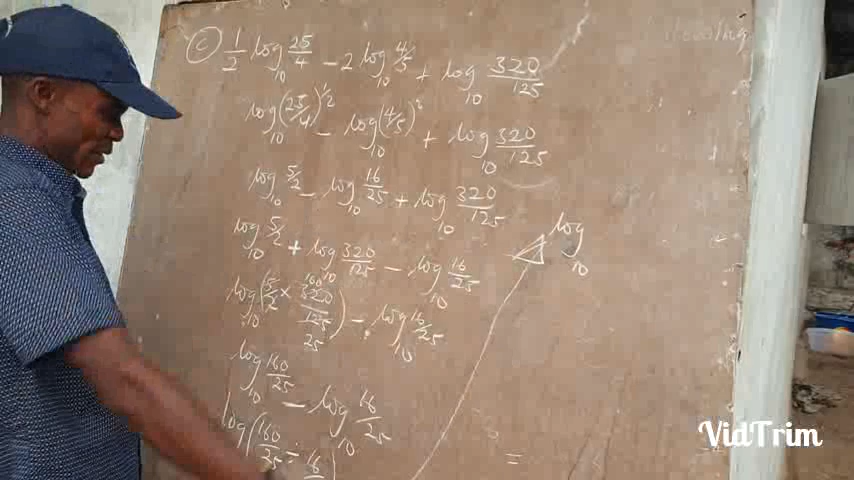 (c) 1/2 log₁₀ 25/4 - 2 log₁₀ 4/5 + log₁₀ 320/125
log₁₀ (25/4)^1/2 - log₁₀ (4/5)² + log₁₀ 320/125
log₁₀ 5/2 - log₁₀ 16/25 + log₁₀ 320/125
log₁₀ 5/2 + log₁₀ 320/125 - log₁₀ 16/25
log₁₀ (5/2 × 320/125) - log₁₀ 16/25
160
25
log₁₀ 160/25 - log₁₀ 16/25
log (160/25 ÷ 16
log₁₀
=
VidTrim